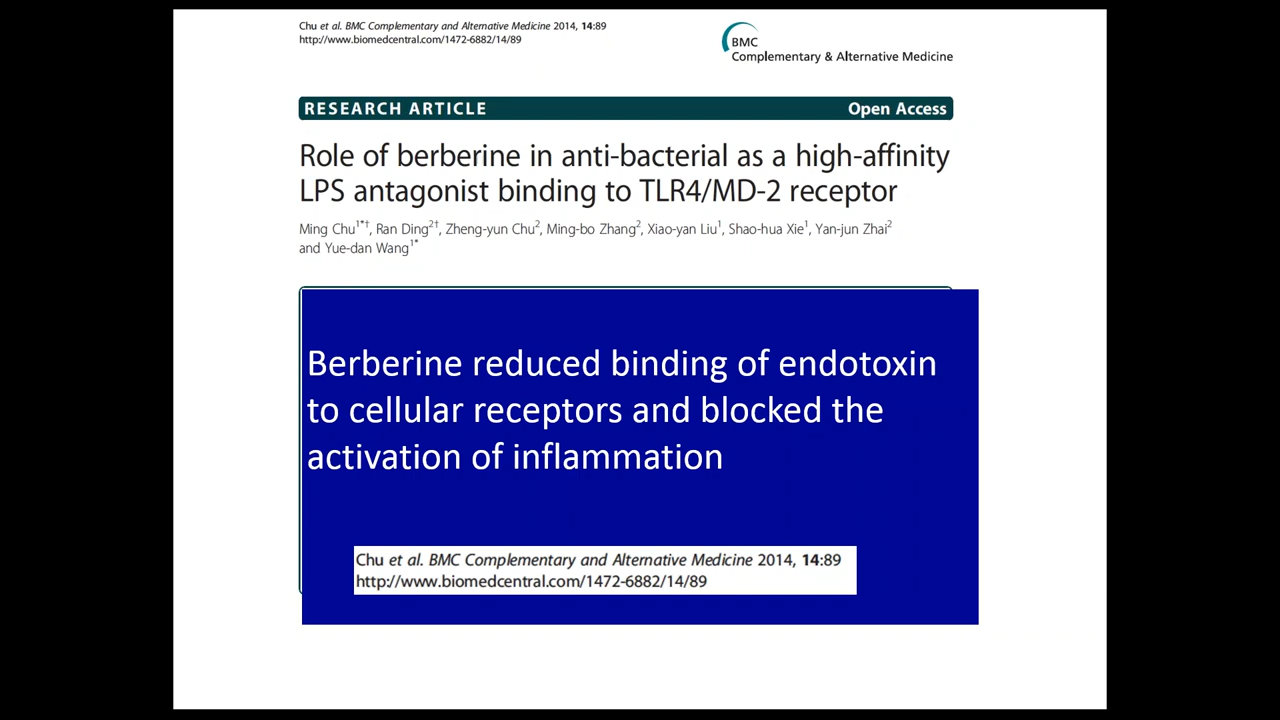 Chu et al. BMC Complementary and Alternative Medicine 2014, 14:89
http://www.biomedcentral.com/1472-6882/14/89
BMC
Complementary & Alternative Medicine
RESEARCH ARTICLE Open Access
Role of berberine in anti-bacterial as a high-affinity
LPS antagonist binding to TLR4/MD-2 receptor
Ming Chu1*†, Ran Ding2†, Zheng-yun Chu2, Ming-bo Zhang2, Xiao-yan Liu1, Shao-hua Xie1, Yan-jun Zhai2
and Yue-dan Wang1*
Berberine reduced binding of endotoxin
to cellular receptors and blocked the
activation of inflammation
Chu et al. BMC Complementary and Alternative Medicine 2014, 14:89
http://www.biomedcentral.com/1472-6882/14/89